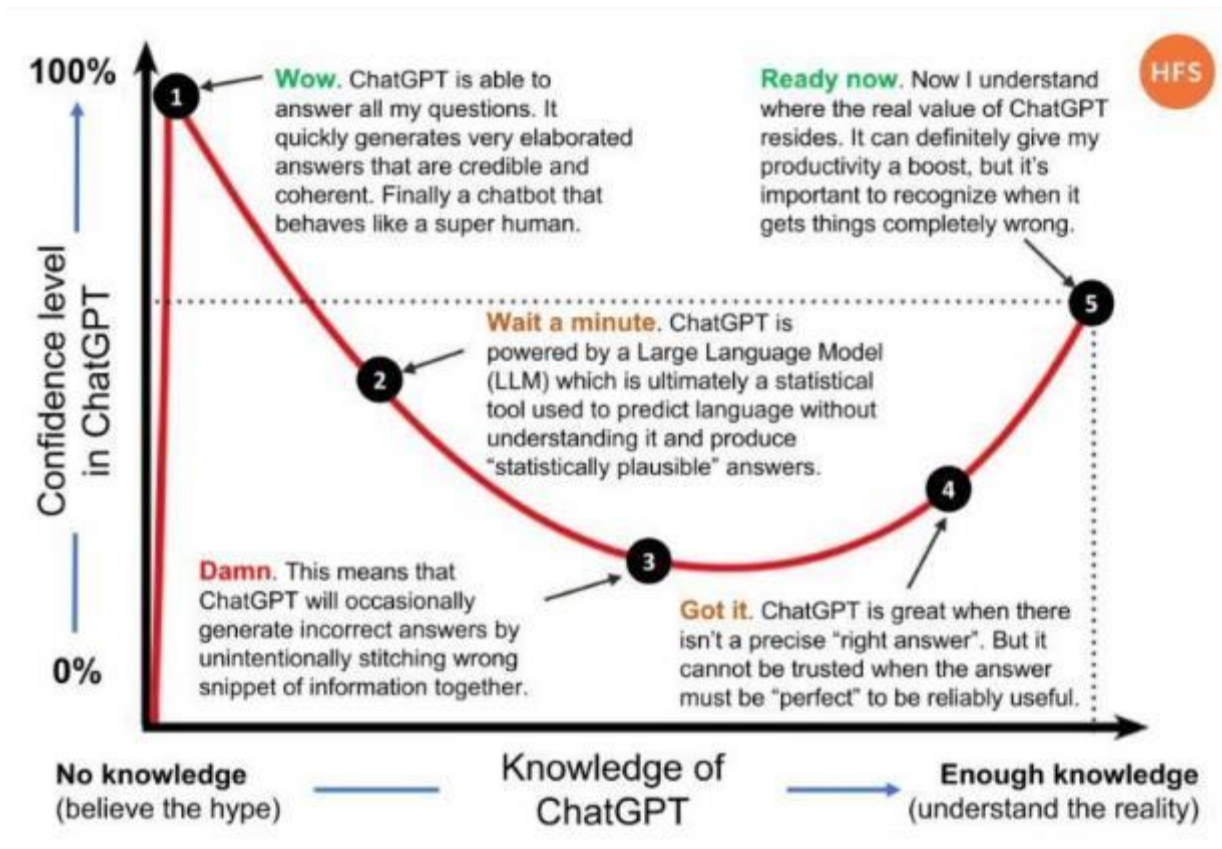 HFS
100%
0%
Confidence level
in ChatGPT
1
Wow. ChatGPT is able to
answer all my questions. It
quickly generates very elaborated
answers that are credible and
coherent. Finally a chatbot that
behaves like a super human.
Ready now. Now I understand
where the real value of ChatGPT
resides. It can definitely give my
productivity a boost, but it's
important to recognize when it
gets things completely wrong.
5
2
Wait a minute. ChatGPT is
powered by a Large Language Model
(LLM) which is ultimately a statistical
tool used to predict language without
understanding it and produce
“statistically plausible” answers.
4
3
Damn. This means that
ChatGPT will occasionally
generate incorrect answers by
unintentionally stitching wrong
snippet of information together.
Got it. ChatGPT is great when there
isn't a precise “right answer”. But it
cannot be trusted when the answer
must be “perfect” to be reliably useful.
No knowledge
(believe the hype)
Knowledge of
ChatGPT
Enough knowledge
(understand the reality)